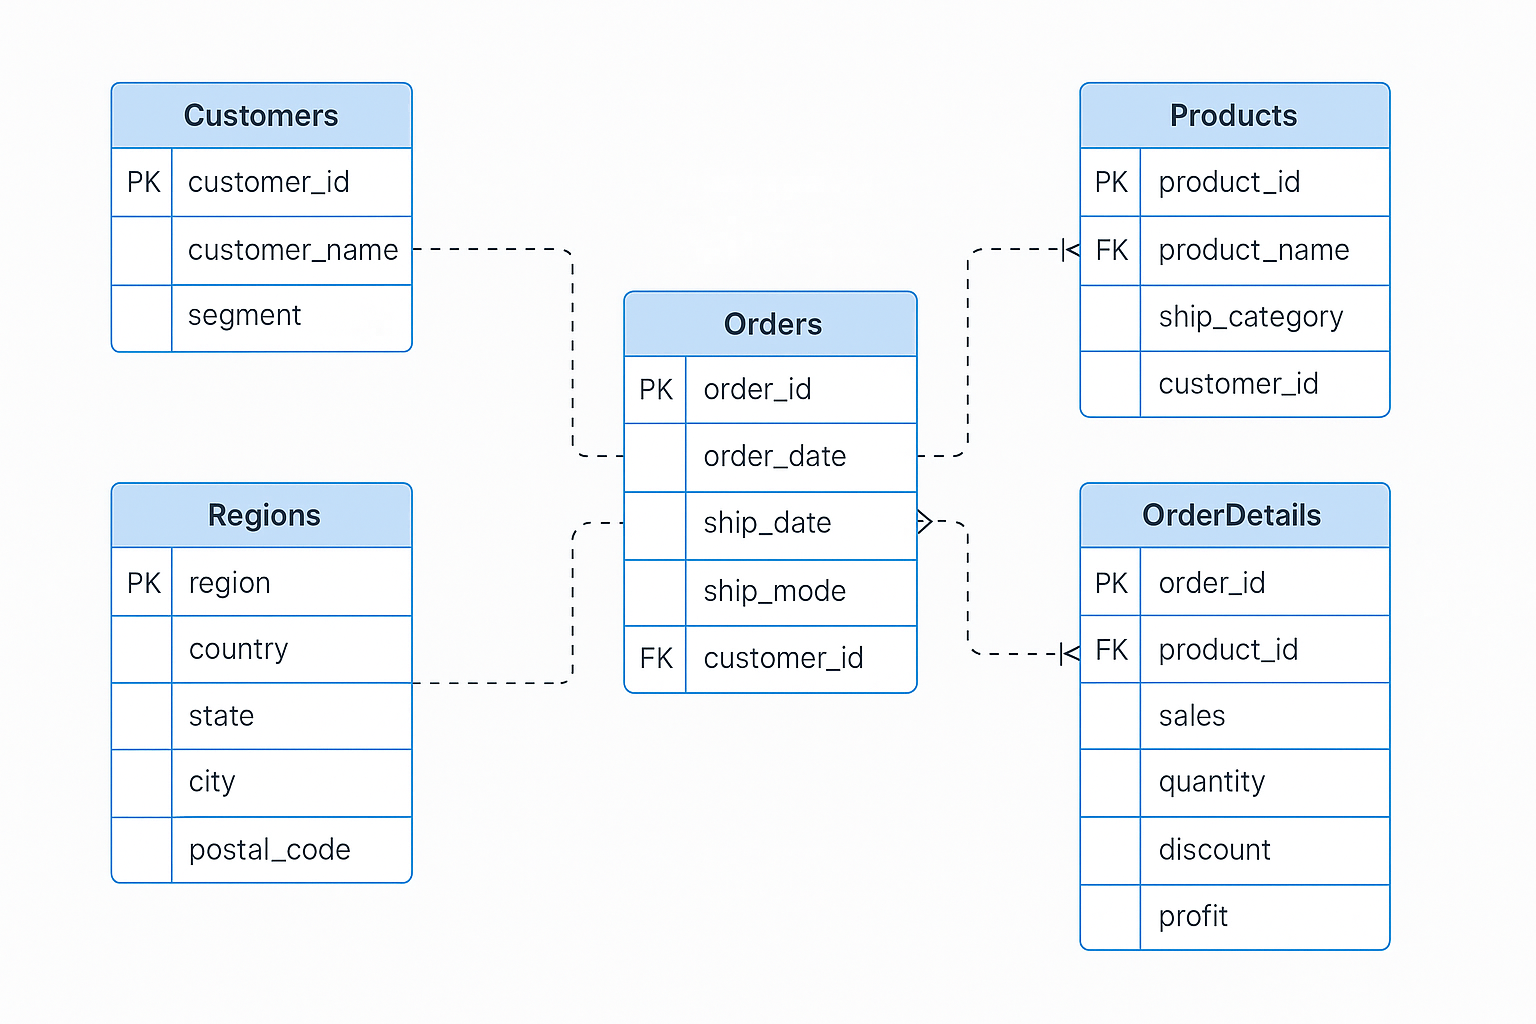 Customers
PK customer_id
customer_name
segment
Regions
PK region
country
state
city
postal_code
Orders
PK order_id
order_date
ship_date
ship_mode
FK customer_id
Products
PK product_id
FK product_name
ship_category
customer_id
OrderDetails
PK order_id
FK product_id
sales
quantity
discount
profit